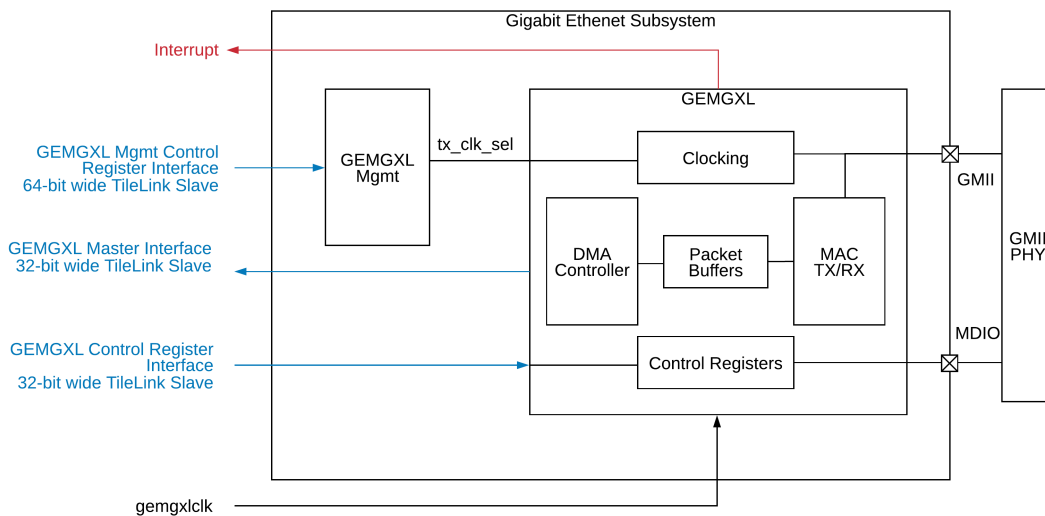 Gigabit Ethenet Subsystem
Interrupt
GEMGXL
GEMGXL Mgmt Control
Register Interface
64-bit wide TileLink Slave
GEMGXL
Mgmt
tx_clk_sel
Clocking
GMII
GEMGXL Master Interface
32-bit wide TileLink Slave
DMA
Controller
Packet
Buffers
MAC
TX/RX
GMII
PHY
MDIO
GEMGXL Control Register
Interface
32-bit wide TileLink Slave
Control Registers
gemgxlclk